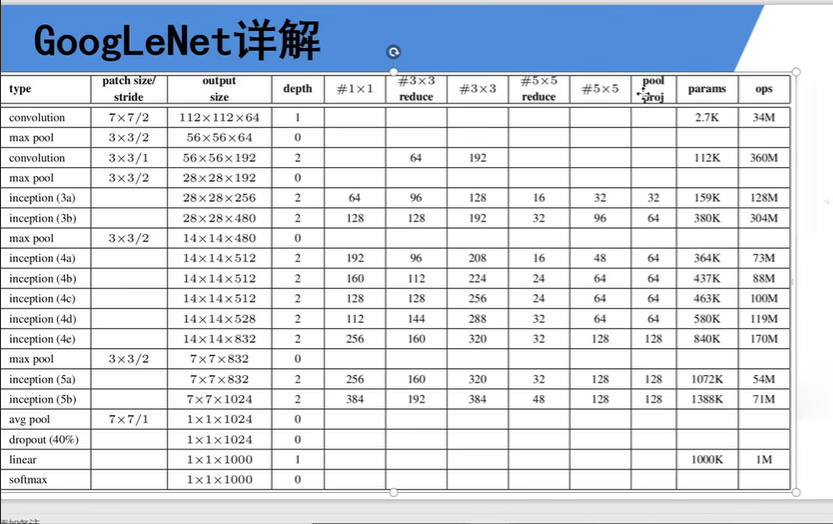 GoogLeNet详解
type patch size/ stride output size depth #1×1 #3×3 reduce #3×3 #5×5 reduce #5×5 pool proj params ops
convolution 7×7/2 112×112×64 1 2.7K 34M
max pool 3×3/2 56×56×64 0
convolution 3×3/1 56×56×192 2 64 192 112K 360M
max pool 3×3/2 28×28×192 0
inception (3a) 28×28×256 2 64 96 128 16 32 32 159K 128M
inception (3b) 28×28×480 2 128 128 192 32 96 64 380K 304M
max pool 3×3/2 14×14×480 0
inception (4a) 14×14×512 2 192 96 208 16 48 64 364K 73M
inception (4b) 14×14×512 2 160 112 224 24 64 64 437K 88M
inception (4c) 14×14×512 2 128 128 256 24 64 64 463K 100M
inception (4d) 14×14×528 2 112 144 288 32 64 64 580K 119M
inception (4e) 14×14×832 2 256 160 320 32 128 128 840K 170M
max pool 3×3/2 7×7×832 0
inception (5a) 7×7×832 2 256 160 320 32 128 128 1072K 54M
inception (5b) 7×7×1024 2 384 192 384 48 128 128 1388K 71M
avg pool 7×7/1 1×1×1024 0
dropout (40%) 1×1×1024 0
linear 1×1×1000 1 1000K 1M
softmax 1×1×1000 0